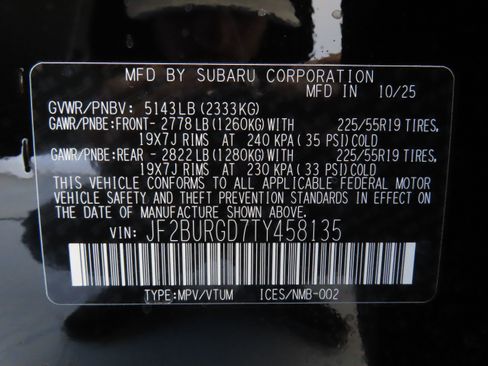 MFD BY SUBARU CORPORATION
MFD IN 10/25
GVWR/PNBV: 5143LB (2333KG)
GAWR/PNBE:FRONT- 2778 LB (1260KG)WITH 225/55R19 TIRES,
19X7J RIMS AT 240 KPA( 35 PSI)COLD
GAWR/PNBE:REAR - 2822 LB (1280KG)WITH 225/55R19 TIRES,
19X7J RIMS AT 230 KPA( 33 PSI)COLD
THIS VEHICLE CONFORMS TO ALL APPLICABLE FEDERAL MOTOR
VEHICLE SAFETY AND THEFT PREVENTION STANDARDS IN EFFECT
ON THE DATE OF MANUFACTURE SHOWN ABOVE.
VIN: JF2BURGD7TY458135
TYPE:MPV/VTUM ICES/NMB-002